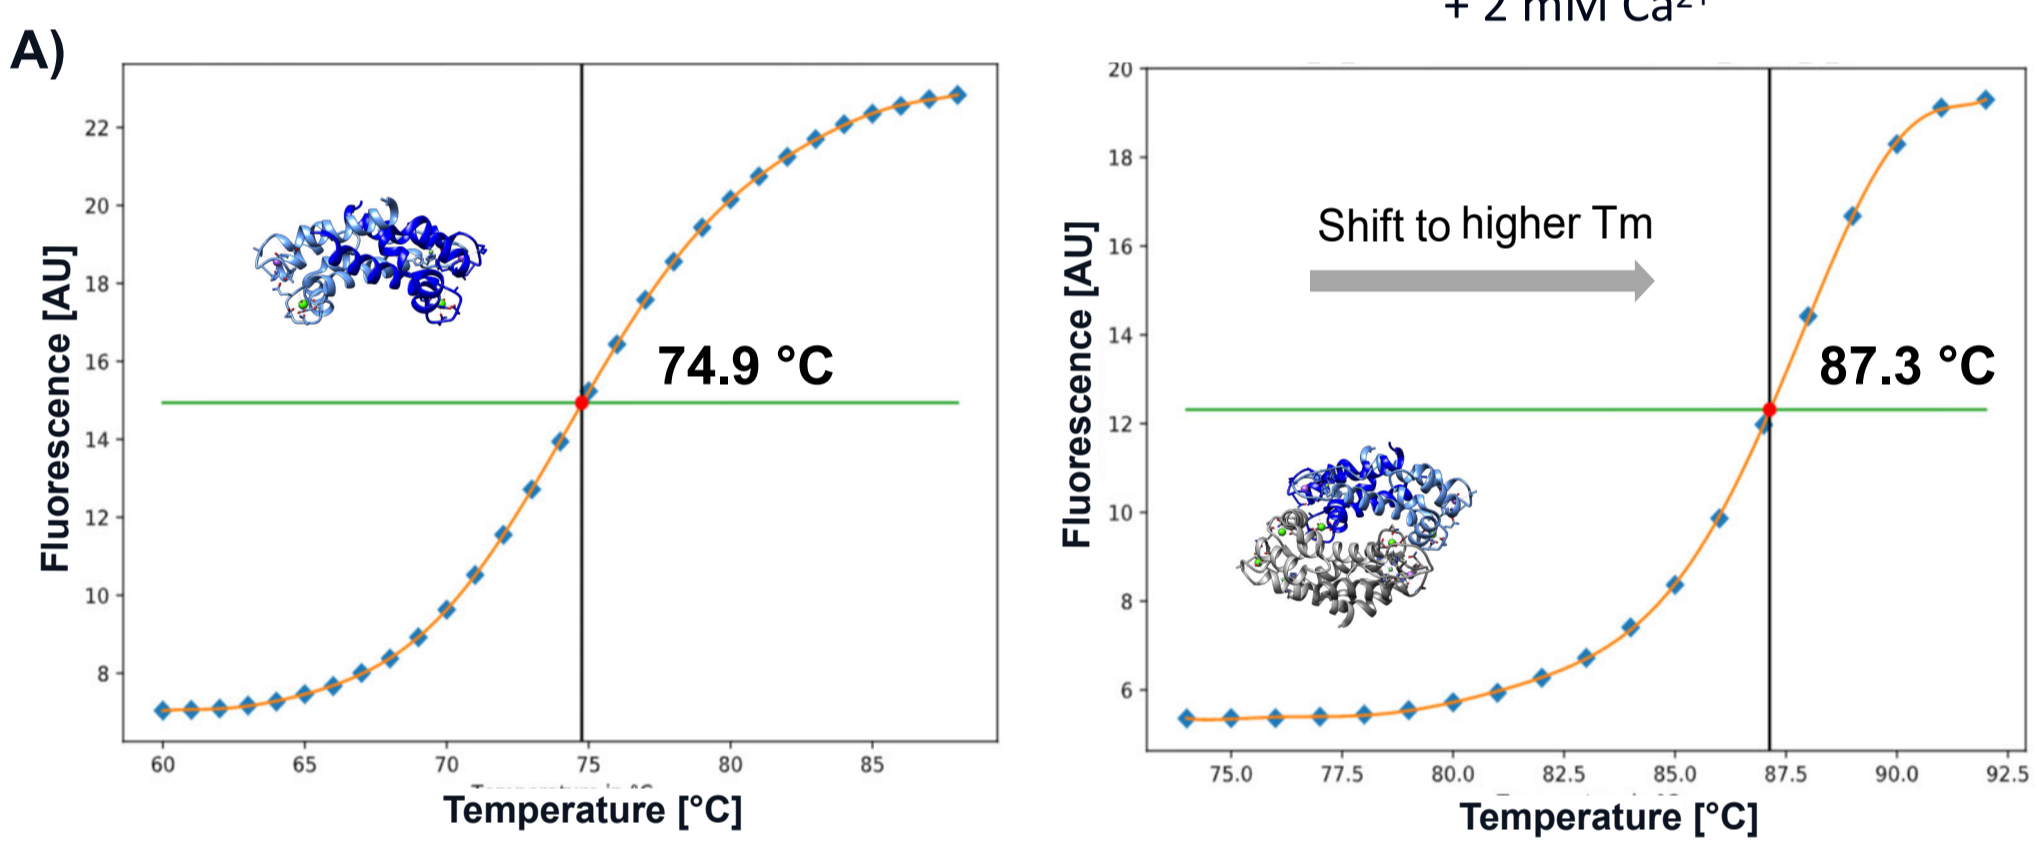 + 2 mM Ca²⁺
A)
Fluorescence [AU]
22
20
18
16
14
12
10
8
74.9 °C
60 65 70 75 80 85
Temperature [°C]
Fluorescence [AU]
20
18
16
14
12
10
8
6
Shift to higher Tm
87.3 °C
75.0 77.5 80.0 82.5 85.0 87.5 90.0 92.5
Temperature [°C]